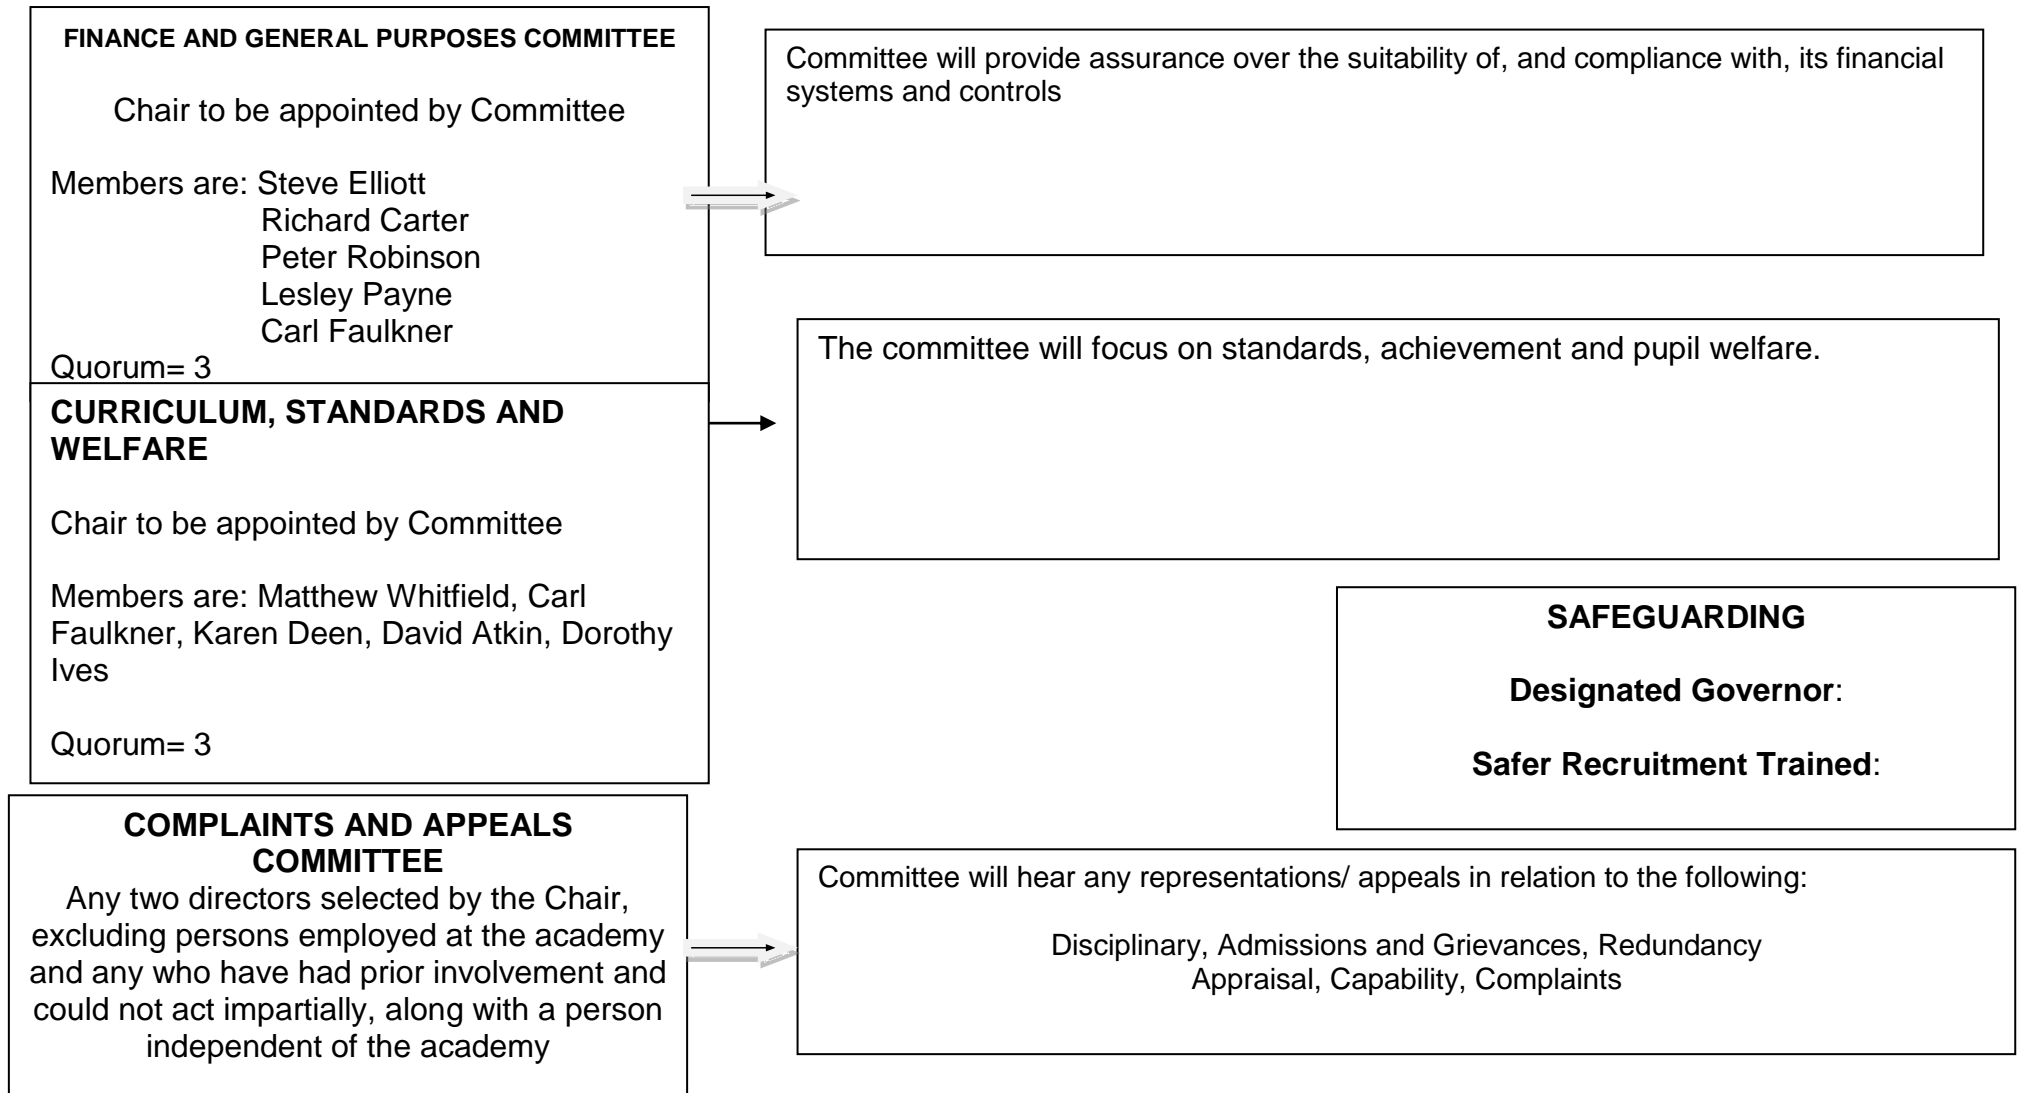 FINANCE AND GENERAL PURPOSES COMMITTEE
Chair to be appointed by Committee
Members are: Steve Elliott
Richard Carter
Peter Robinson
Lesley Payne
Carl Faulkner
Quorum= 3
Committee will provide assurance over the suitability of, and compliance with, its financial
systems and controls
CURRICULUM, STANDARDS AND
WELFARE
Chair to be appointed by Committee
Members are: Matthew Whitfield, Carl
Faulkner, Karen Deen, David Atkin, Dorothy
Ives
Quorum= 3
The committee will focus on standards, achievement and pupil welfare.
SAFEGUARDING
Designated Governor:
Safer Recruitment Trained:
COMPLAINTS AND APPEALS
COMMITTEE
Any two directors selected by the Chair,
excluding persons employed at the academy
and any who have had prior involvement and
could not act impartially, along with a person
independent of the academy
Committee will hear any representations/ appeals in relation to the following:
Disciplinary, Admissions and Grievances, Redundancy
Appraisal, Capability, Complaints